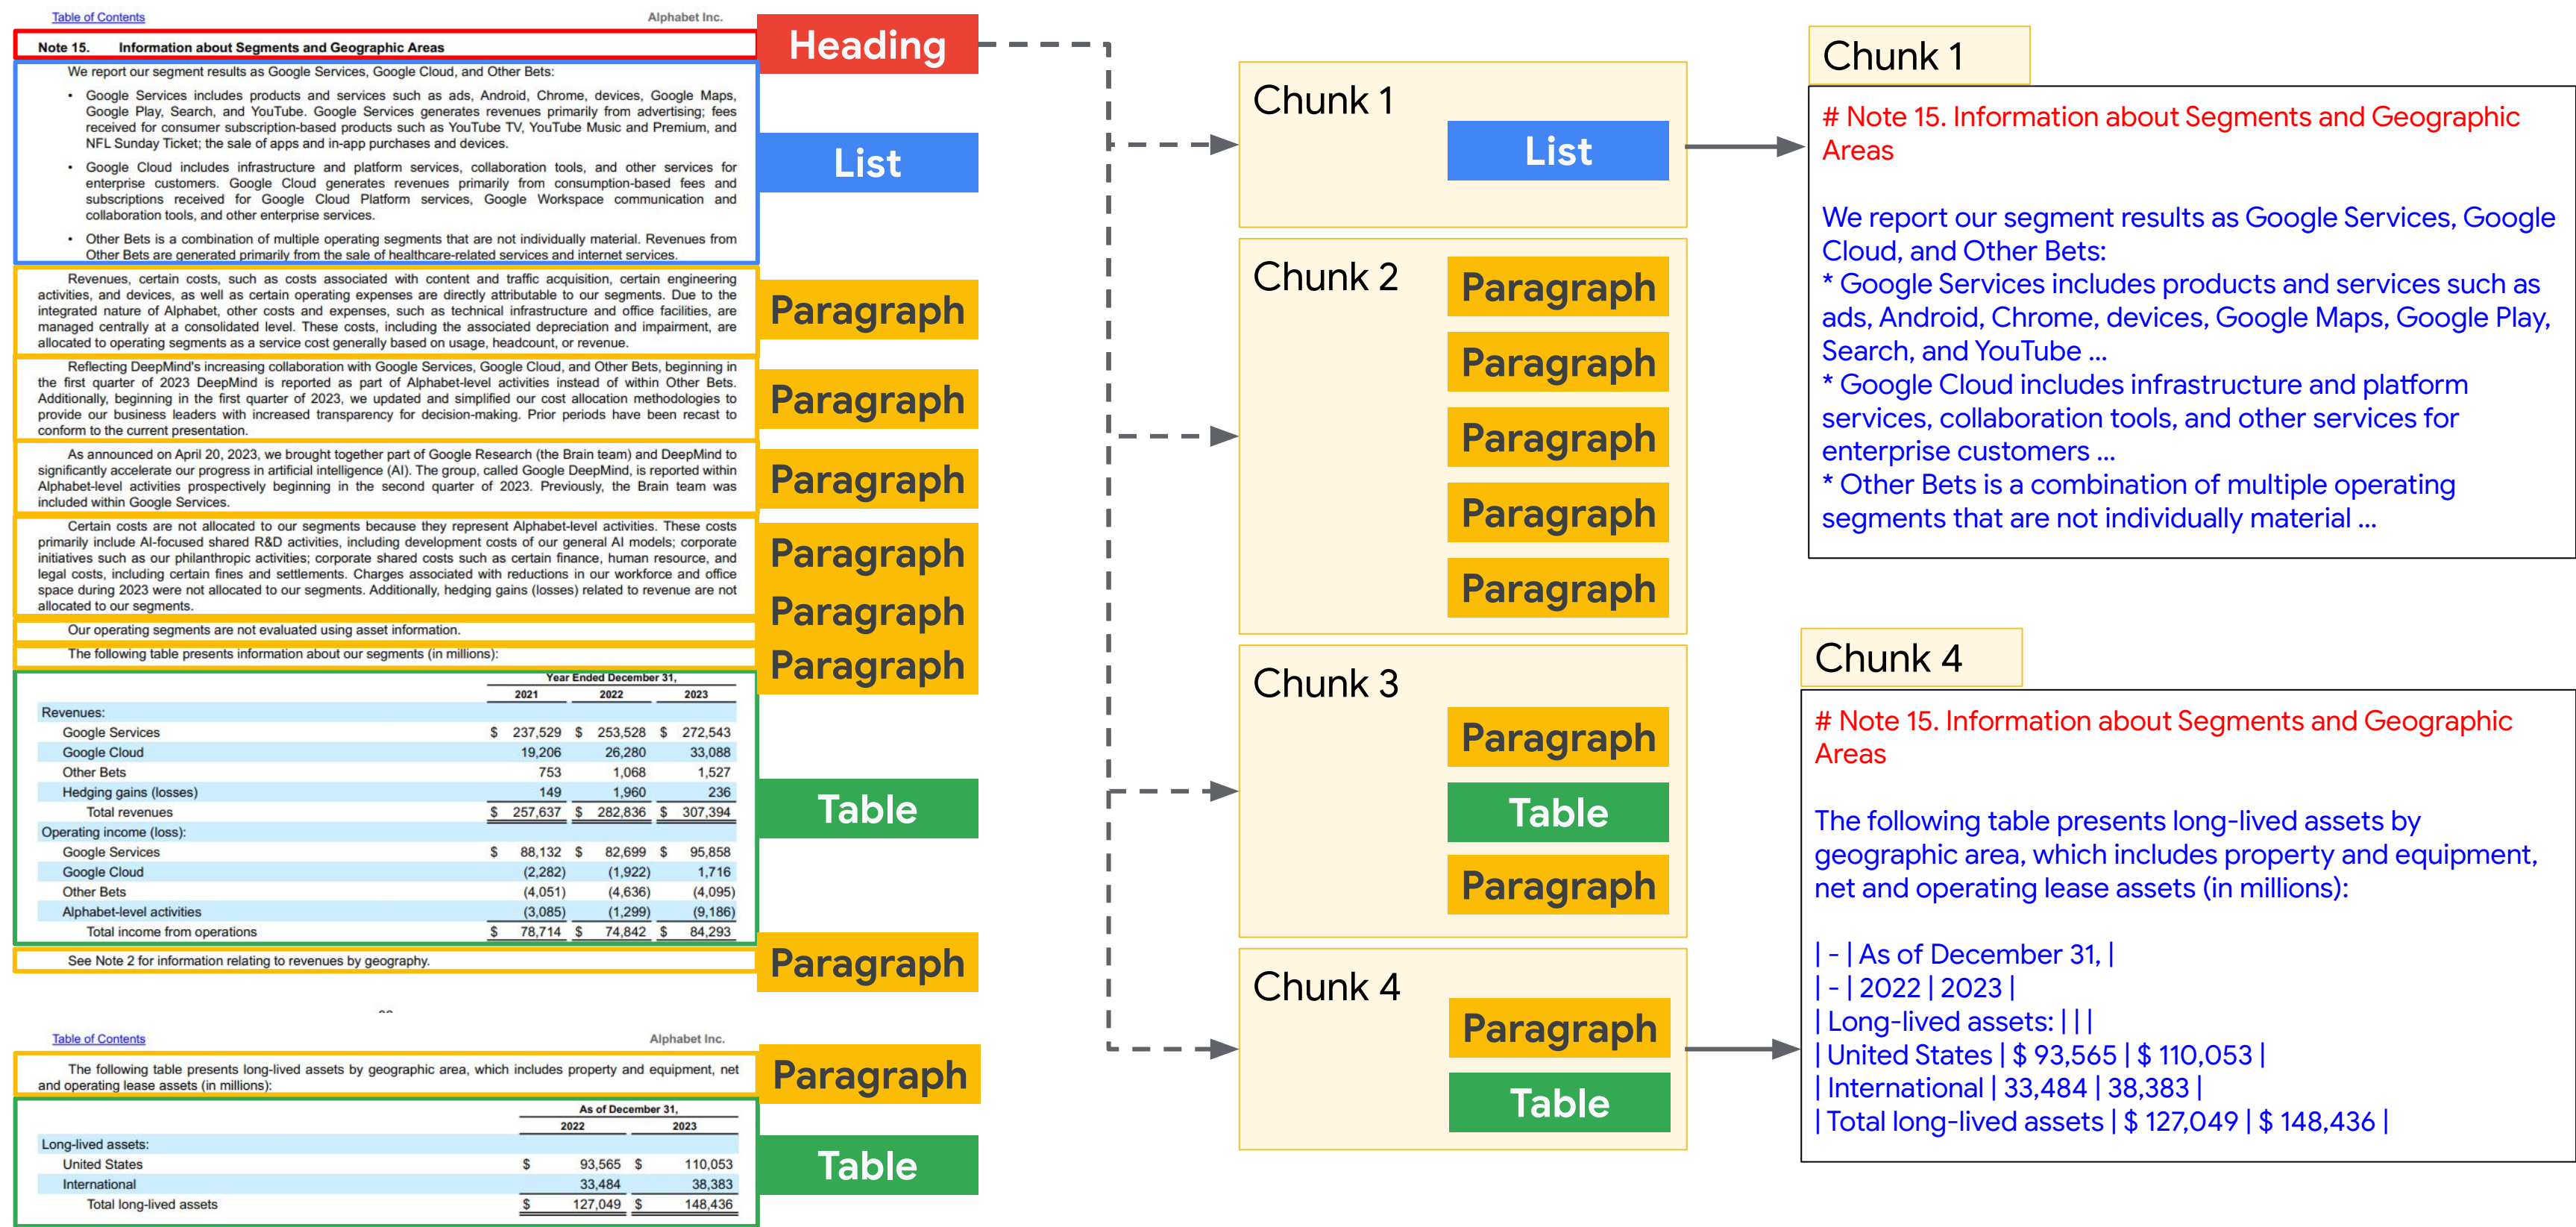 Table of Contents
Alphabet Inc.
Note 15. Information about Segments and Geographic Areas
We report our segment results as Google Services, Google Cloud, and Other Bets:
• Google Services includes products and services such as ads, Android, Chrome, devices, Google Maps,
Google Play, Search, and YouTube. Google Services generates revenues primarily from advertising; fees
received for consumer subscription-based products such as YouTube TV, YouTube Music and Premium, and
NFL Sunday Ticket; the sale of apps and in-app purchases and devices.
• Google Cloud includes infrastructure and platform services, collaboration tools, and other services for
enterprise customers. Google Cloud generates revenues primarily from consumption-based fees and
subscriptions received for Google Cloud Platform services, Google Workspace communication and
collaboration tools, and other enterprise services.
• Other Bets is a combination of multiple operating segments that are not individually material. Revenues from
Other Bets are generated primarily from the sale of healthcare-related services and internet services.
Revenues, certain costs, such as costs associated with content and traffic acquisition, certain engineering
activities, and devices, as well as certain operating expenses are directly attributable to our segments. Due to the
integrated nature of Alphabet, other costs and expenses, such as technical infrastructure and office facilities, are
managed centrally at a consolidated level. These costs, including the associated depreciation and impairment, are
allocated to operating segments as a service cost generally based on usage, headcount, or revenue.
Reflecting DeepMind's increasing collaboration with Google Services, Google Cloud, and Other Bets, beginning in
the first quarter of 2023 DeepMind is reported as part of Alphabet-level activities instead of within Other Bets.
Additionally, beginning in the first quarter of 2023, we updated and simplified our cost allocation methodologies to
provide our business leaders with increased transparency for decision-making. Prior periods have been recast to
conform to the current presentation.
As announced on April 20, 2023, we brought together part of Google Research (the Brain team) and DeepMind to
significantly accelerate our progress in artificial intelligence (AI). The group, called Google DeepMind, is reported within
Alphabet-level activities prospectively beginning in the second quarter of 2023. Previously, the Brain team was
included within Google Services.
Certain costs are not allocated to our segments because they represent Alphabet-level activities. These costs
primarily include AI-focused shared R&D activities, including development costs of our general AI models; corporate
initiatives such as our philanthropic activities; corporate shared costs such as certain finance, human resource, and
legal costs, including certain fines and settlements. Charges associated with reductions in our workforce and office
space during 2023 were not allocated to our segments. Additionally, hedging gains (losses) related to revenue are not
allocated to our segments.
Our operating segments are not evaluated using asset information.
The following table presents information about our segments (in millions):
Year Ended December 31,
2021 2022 2023
Revenues:
Google Services $ 237,529 $ 253,528 $ 272,543
Google Cloud 19,206 26,280 33,088
Other Bets 753 1,068 1,527
Hedging gains (losses) 149 1,960 236
Total revenues $ 257,637 $ 282,836 $ 307,394
Operating income (loss):
Google Services $ 88,132 $ 82,699 $ 95,858
Google Cloud (2,282) (1,922) 1,716
Other Bets (4,051) (4,636) (4,095)
Alphabet-level activities (3,085) (1,299) (9,186)
Total income from operations $ 78,714 $ 74,842 $ 84,293
See Note 2 for information relating to revenues by geography.
Table of Contents
Alphabet Inc.
The following table presents long-lived assets by geographic area, which includes property and equipment, net
and operating lease assets (in millions):
As of December 31,
2022 2023
Long-lived assets:
United States $ 93,565 $ 110,053
International 33,484 38,383
Total long-lived assets $ 127,049 $ 148,436
Heading
List
Paragraph
Paragraph
Paragraph
Paragraph
Paragraph
Paragraph
Table
Paragraph
Paragraph
Table
Chunk 1
List
Chunk 2
Paragraph
Paragraph
Paragraph
Paragraph
Paragraph
Chunk 3
Paragraph
Table
Paragraph
Chunk 4
Paragraph
Table
Chunk 1
# Note 15. Information about Segments and Geographic
Areas
We report our segment results as Google Services, Google
Cloud, and Other Bets:
* Google Services includes products and services such as
ads, Android, Chrome, devices, Google Maps, Google Play,
Search, and YouTube ...
* Google Cloud includes infrastructure and platform
services, collaboration tools, and other services for
enterprise customers ...
* Other Bets is a combination of multiple operating
segments that are not individually material ...
Chunk 4
# Note 15. Information about Segments and Geographic
Areas
The following table presents long-lived assets by
geographic area, which includes property and equipment,
net and operating lease assets (in millions):
| - | As of December 31, |
| - | 2022 | 2023 |
| Long-lived assets: | | |
| United States | $ 93,565 | $ 110,053 |
| International | 33,484 | 38,383 |
| Total long-lived assets | $ 127,049 | $ 148,436 |